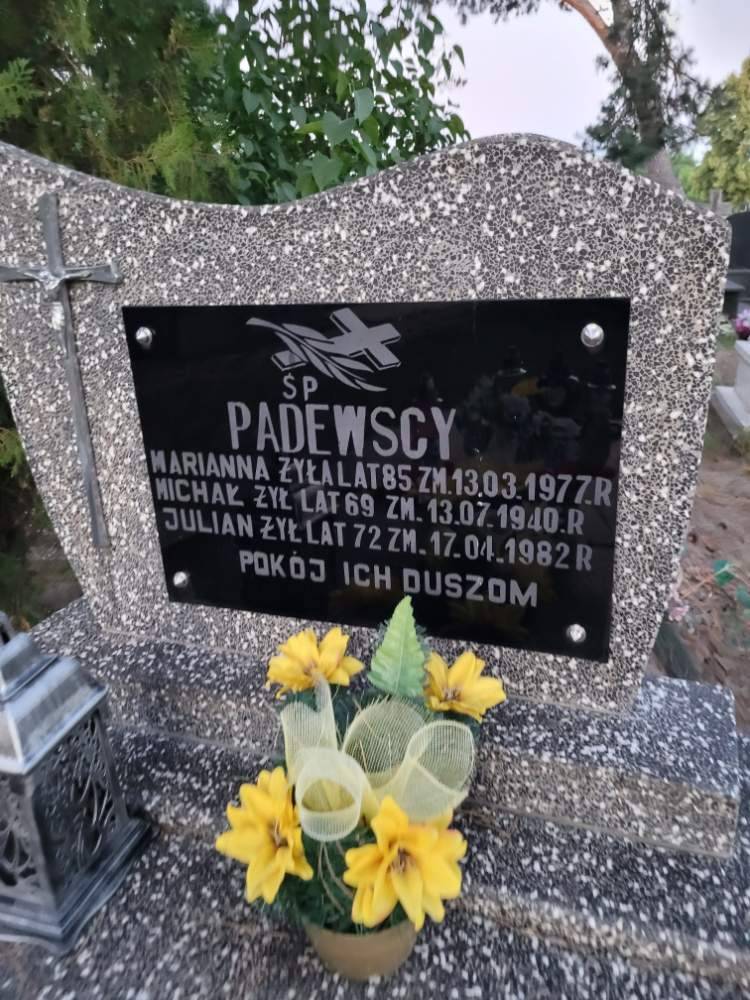 ŚP
PADEWSCY
MARIANNA ŻYŁA LAT 85 ZM. 13.03.1977.R
MICHAŁ ŻYŁ LAT 69 ZM. 13.07.1940.R
JULIAN ŻYŁ LAT 72 ZM. 17.04.1982 R
POKÓJ ICH DUSZOM